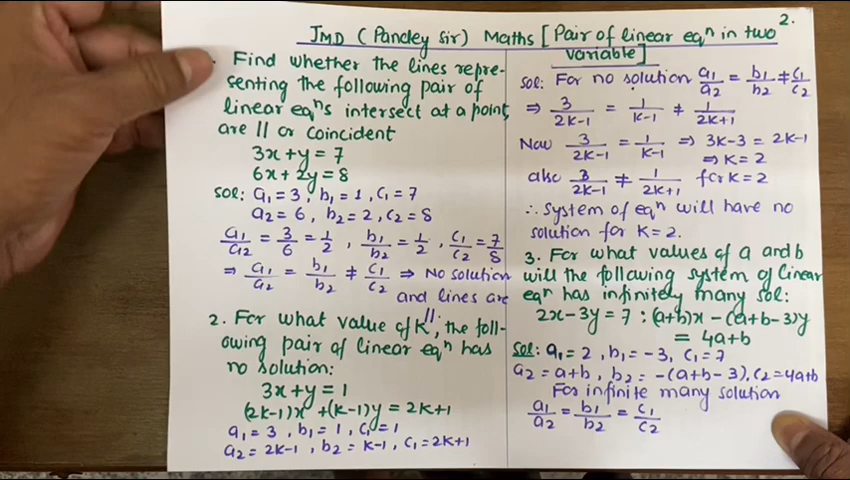 2.
JMD (Pandey Sir) Maths [Pair of linear eqⁿ in two
variable]
Find whether the lines repre-
senting the following pair of
linear eqⁿs intersect at a point,
are || or coincident
3x+y=7
6x+2y=8
Sol: a₁=3, b₁=1, c₁=7
a₂=6, b₂=2, c₂=8
a₁/a₂ = 3/6 = 1/2, b₁/b₂ = 1/2, c₁/c₂ = 7/8
⇒ a₁/a₂ = b₁/b₂ ≠ c₁/c₂ ⇒ No solution
and lines are
||.
2. For what value of K, the foll-
owing pair of linear eqⁿ has
no solution:
3x+y=1
(2k-1)x+(k-1)y=2k+1
a₁=3, b₁=1, c₁=1
a₂=2k-1, b₂=k-1, c₂=2k+1
Sol: For no solution a₁/a₂ = b₁/b₂ ≠ c₁/c₂
⇒ 3/2k-1 = 1/k-1 ≠ 1/2k+1
Now 3/2k-1 = 1/k-1 ⇒ 3k-3=2k-1
⇒ k=2
also 3/2k-1 ≠ 1/2k+1 for k=2
∴ System of eqⁿ will have no
solution for k=2.
3. For what values of a and b
will the following system of linear
eqⁿ has infinitely many sol:
2x-3y=7 : (a+b)x-(a+b-3)y
= 4a+b
Sol: a₁=2, b₁=-3, c₁=7
a₂=a+b, b₂=-(a+b-3), c₂=4a+b
For infinite many solution
a₁/a₂ = b₁/b₂ = c₁/c₂